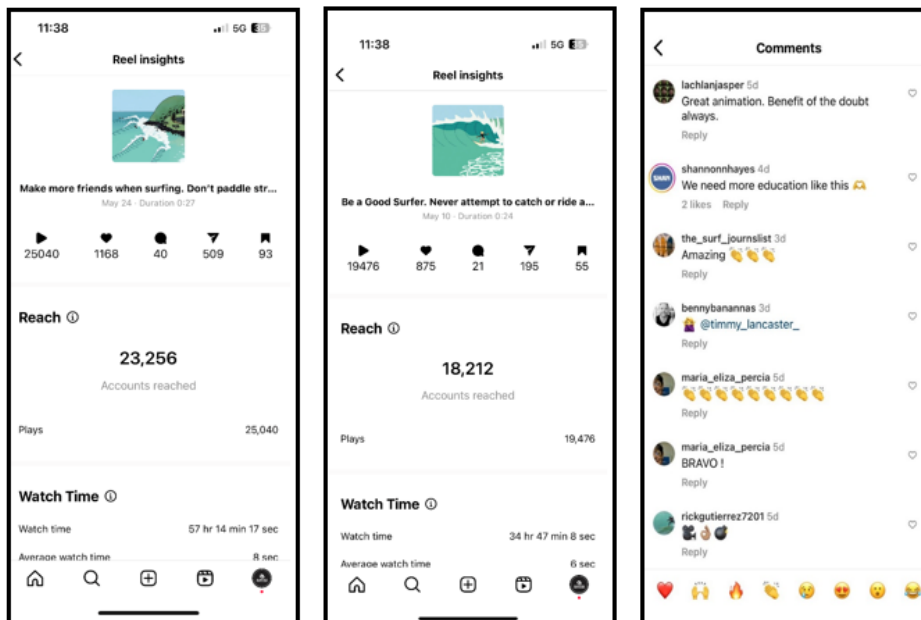 11:38
5G 35
Reel insights
Make more friends when surfing. Don't paddle str...
May 24 · Duration 0:27
25040 1168 40 509 93
Reach
23,256
Accounts reached
Plays 25,040
Watch Time
Watch time 57 hr 14 min 17 sec
Average watch time 8 sec
11:38
5G 35
Reel insights
Be a Good Surfer. Never attempt to catch or ride a...
May 10 · Duration 0:24
19476 875 21 195 55
Reach
18,212
Accounts reached
Plays 19,476
Watch Time
Watch time 34 hr 47 min 8 sec
Average watch time 6 sec
Comments
lachlanjasper 5d
Great animation. Benefit of the doubt
always.
Reply
shannonnhayes 4d
We need more education like this 🫶
2 likes Reply
the_surf_journslist 3d
Amazing 👏👏👏
Reply
bennybanannas 3d
🤷‍♀️ @timmy_lancaster_
Reply
maria_eliza_percia 5d
👏👏👏👏👏👏👏👏👏
Reply
maria_eliza_percia 5d
BRAVO !
Reply
rickgutierrez7201 5d
🎥👌🏽💣
Reply